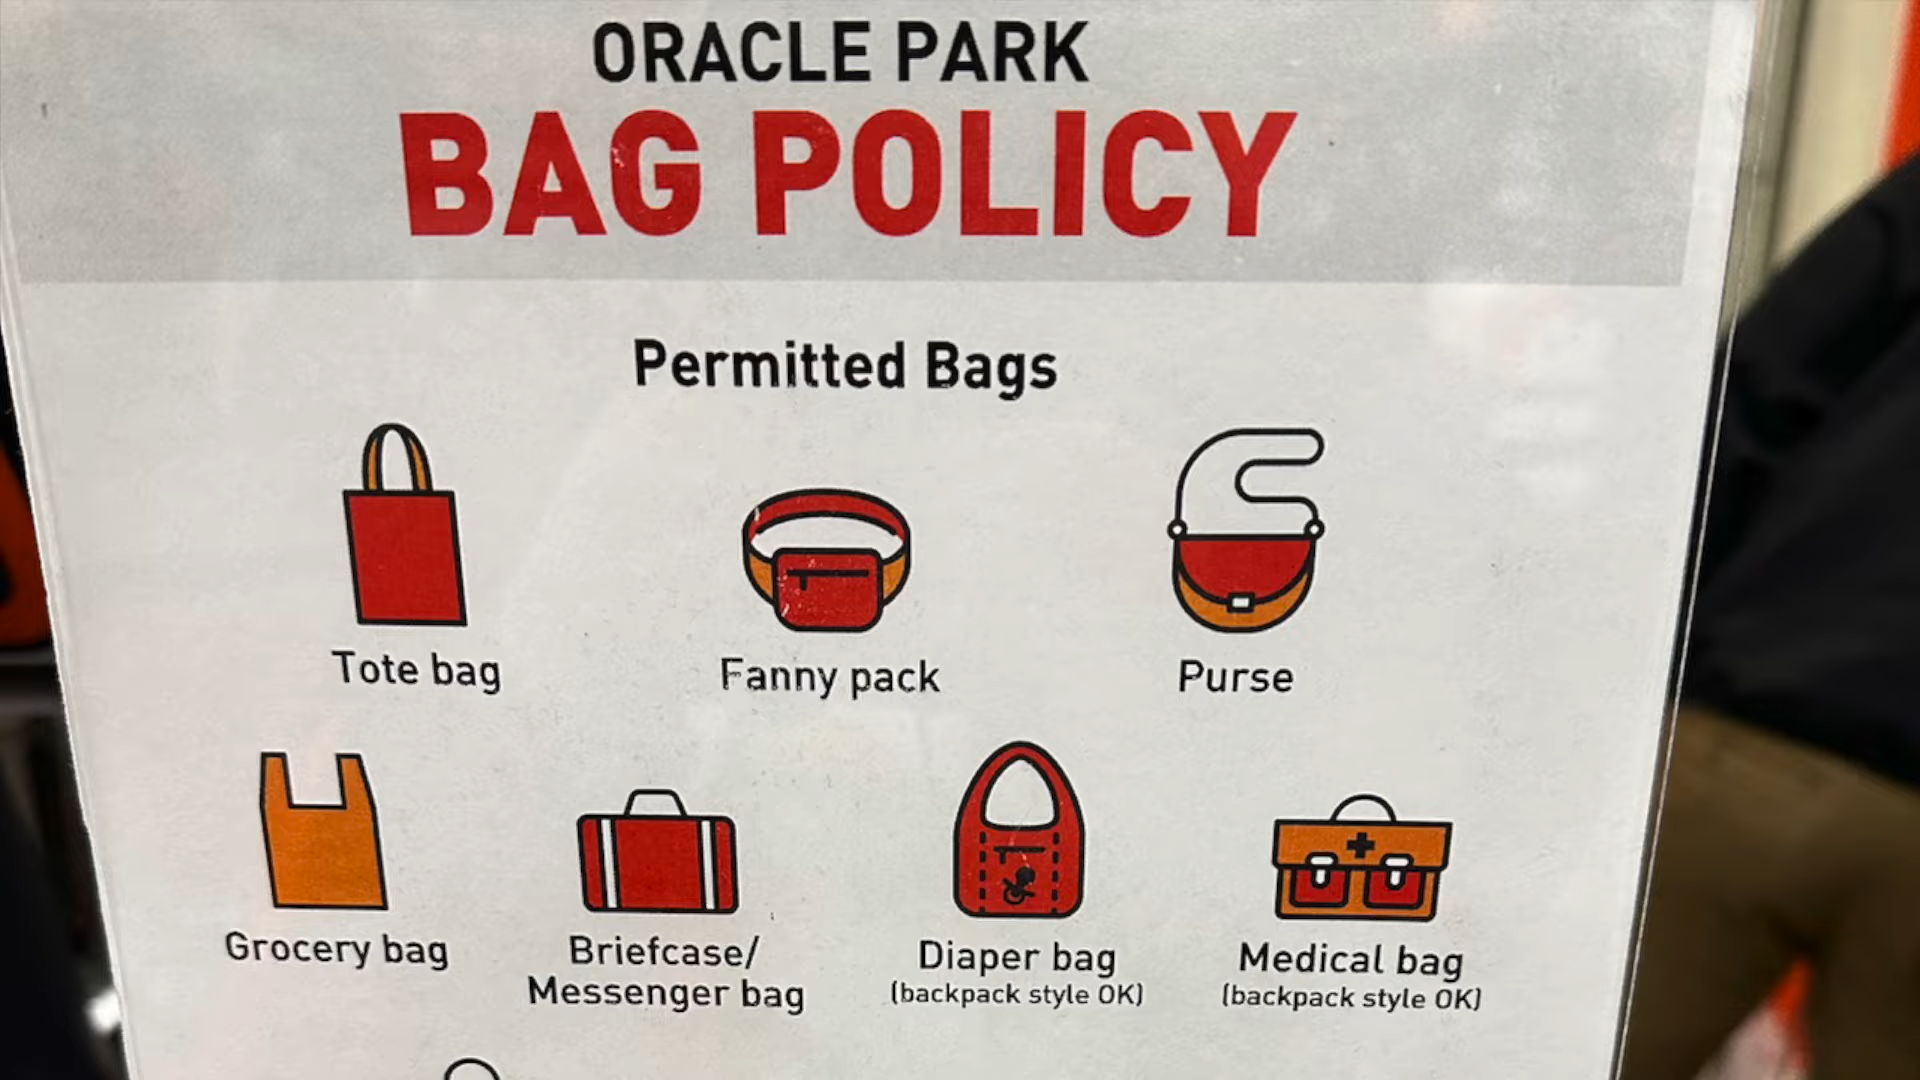 ORACLE PARK
BAG POLICY
Permitted Bags
Tote bag
Fanny pack
Purse
Grocery bag
Briefcase/
Messenger bag
Diaper bag
(backpack style OK)
Medical bag
(backpack style OK)